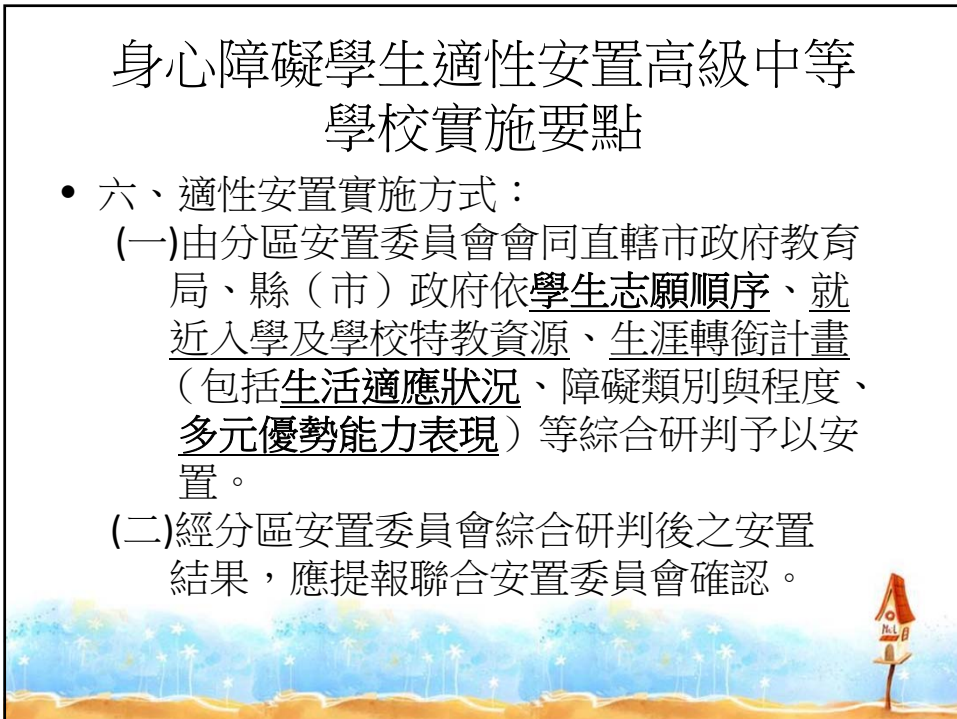 身心障礙學生適性安置高級中等
學校實施要點
• 六、適性安置實施方式：
(一)由分區安置委員會會同直轄市政府教育
局、縣（市）政府依學生志願順序、就
近入學及學校特教資源、生涯轉銜計畫
（包括生活適應狀況、障礙類別與程度、
多元優勢能力表現）等綜合研判予以安
置。
(二)經分區安置委員會綜合研判後之安置
結果，應提報聯合安置委員會確認。